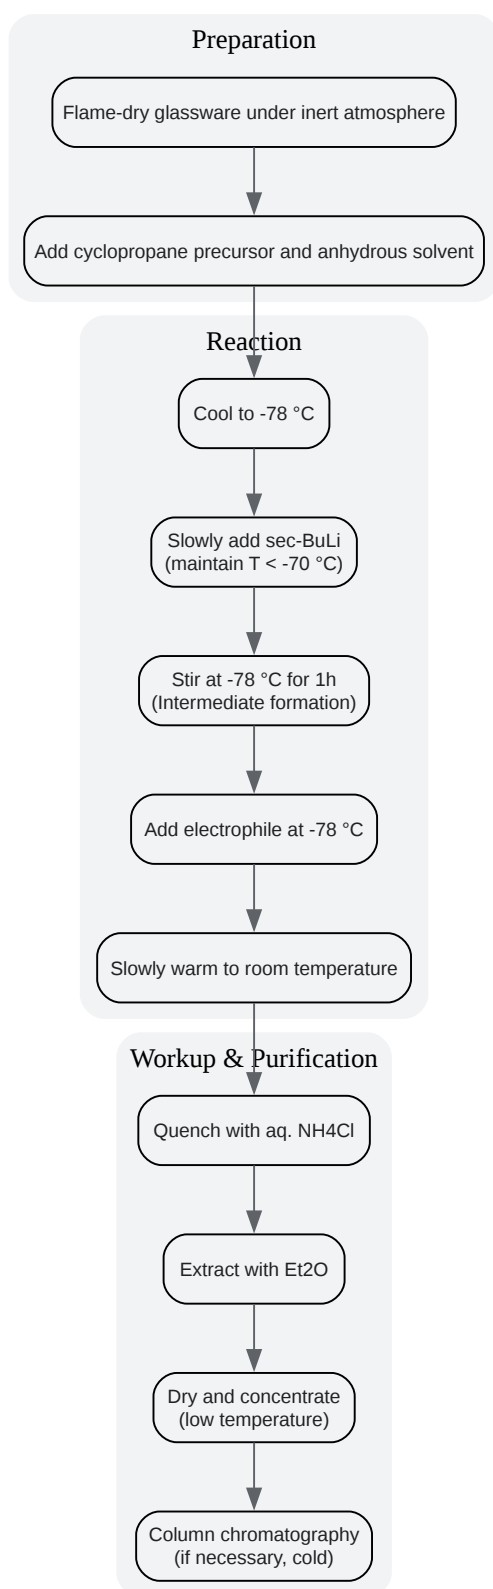 Preparation
Flame-dry glassware under inert atmosphere
Add cyclopropane precursor and anhydrous solvent
Reaction
Cool to -78 °C
Slowly add sec-BuLi
(maintain T < -70 °C)
Stir at -78 °C for 1h
(Intermediate formation)
Add electrophile at -78 °C
Slowly warm to room temperature
Workup & Purification
Quench with aq. NH4Cl
Extract with Et2O
Dry and concentrate
(low temperature)
Column chromatography
(if necessary, cold)